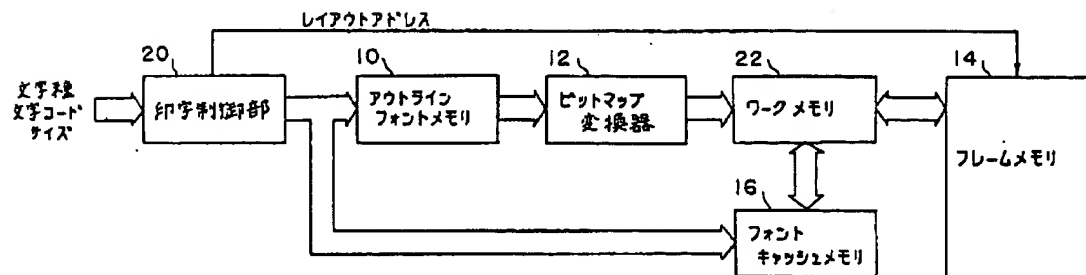 レイアウトアドレス
20
10
12
22
14
文字種
文字コード
サイズ
印字制御部
アウトライン
フォントメモリ
ビットマップ
変換器
ワークメモリ
フレームメモリ
16
フォント
キャッシュメモリ